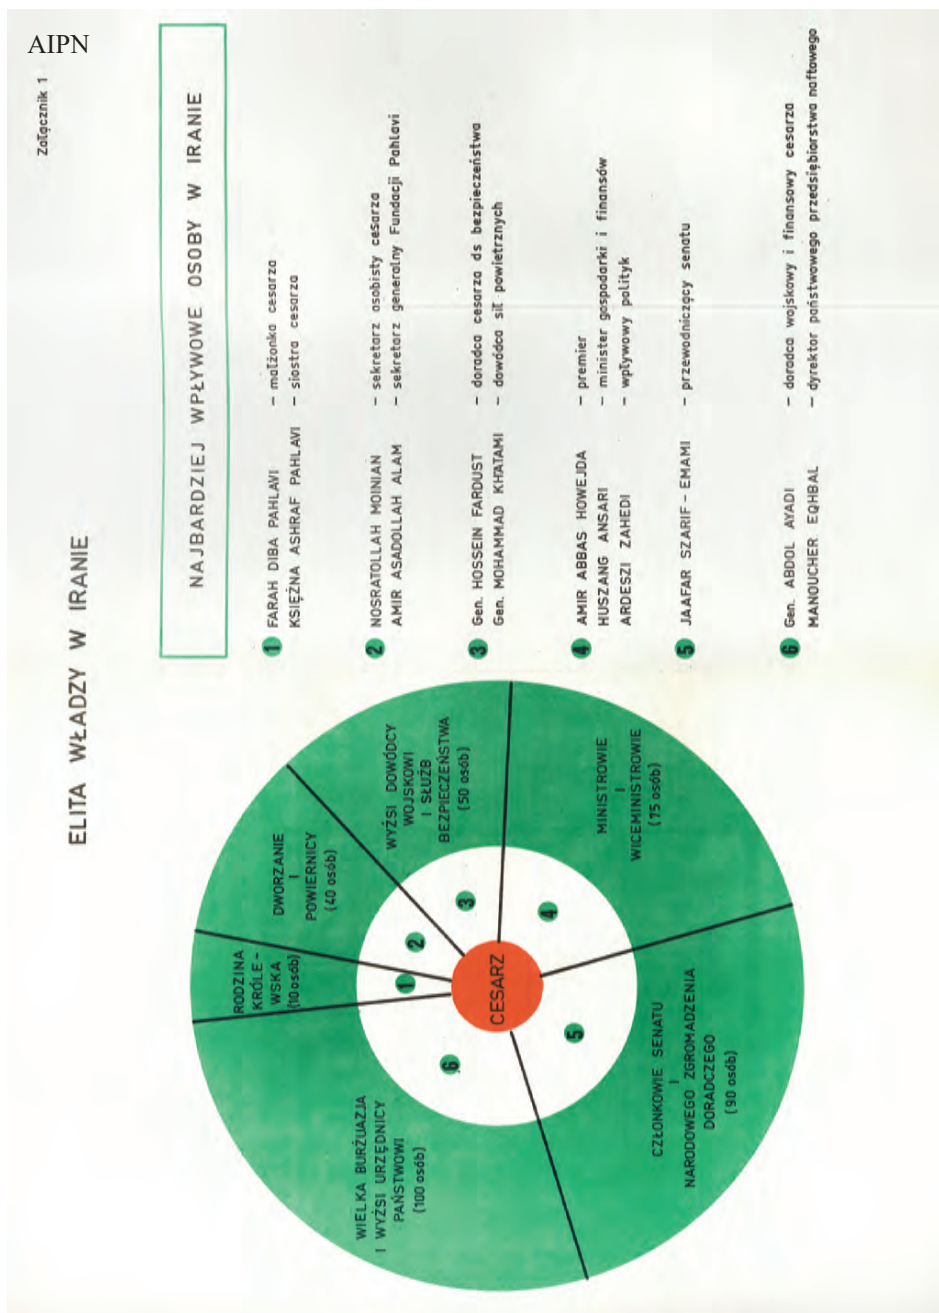 AIPN
Załącznik 1
ELITA WŁADZY W IRANIE
NAJBARDZIEJ WPŁYWOWE OSOBY W IRANIE
1 FARAH DIBA PAHLAVI – małżonka cesarza
KSIĘŻNA ASHRAF PAHLAVI – siostra cesarza
2 NOSRATOLLAH MOINIAN – sekretarz osobisty cesarza
AMIR ASADOLLAH ALAM – sekretarz generalny Fundacji Pahlavi
3 Gen. HOSSEIN FARDUST – doradca cesarza ds bezpieczeństwa
Gen. MOHAMMAD KHATAMI – dowódca sił powietrznych
4 AMIR ABBAS HOWEJDA – premier
HUSZANG ANSARI – minister gospodarki i finansów
ARDESZI ZAHEDI – wpływowy polityk
5 JAAFAR SZARIF – EMAMI – przewodniczący senatu
6 Gen. ABDOL AYADI – doradca wojskowy i finansowy cesarza
MANOUCHER EQHBAL – dyrektor państwowego przedsiębiorstwa naftowego
RODZINA
KRÓLE –
WSKA
(10 osób)
DWORZANIE
I
POWIERNICY
(40 osób)
WYŻSI DOWÓDCY
WOJSKOWI
I SŁUŻB
BEZPIECZEŃSTWA
(50 osób)
MINISTROWIE
I
WICEMINISTROWIE
(75 osób)
CZŁONKOWIE SENATU
I
NARODOWEGO ZGROMADZENIA
DORADCZEGO
(90 osób)
WIELKA BURŻUAZJA
I WYŻSI URZĘDNICY
PAŃSTWOWI
(100 osób)
CESARZ
1
2
3
4
5
6